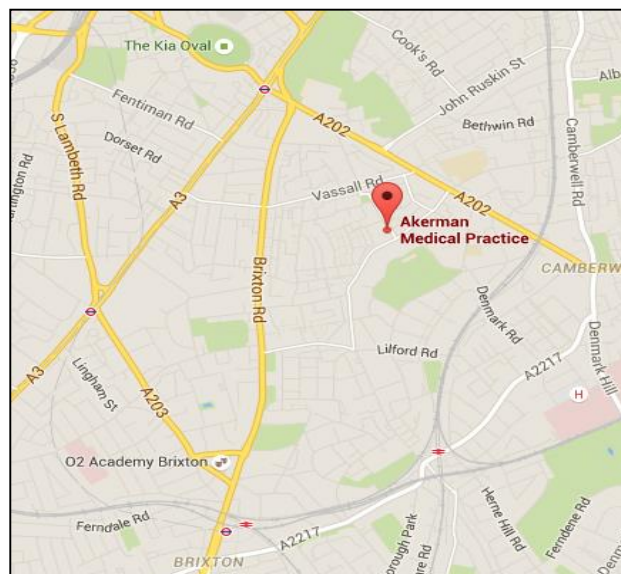 The Kia Oval
Cook's Rd
John Ruskin St
Fentiman Rd
A202
Bethwin Rd
Camberwell Rd
S Lambeth Rd
Dorset Rd
A3
Vassall Rd
A202
Akerman
Medical Practice
Brixton Rd
Denmark Rd
Lilford Rd
A2217
Denmark Hill
A3
Lingham St
A203
H
O2 Academy Brixton
Ferndale Rd
Herne Hill Rd
Ferndene Rd
A2217
BRIXTON